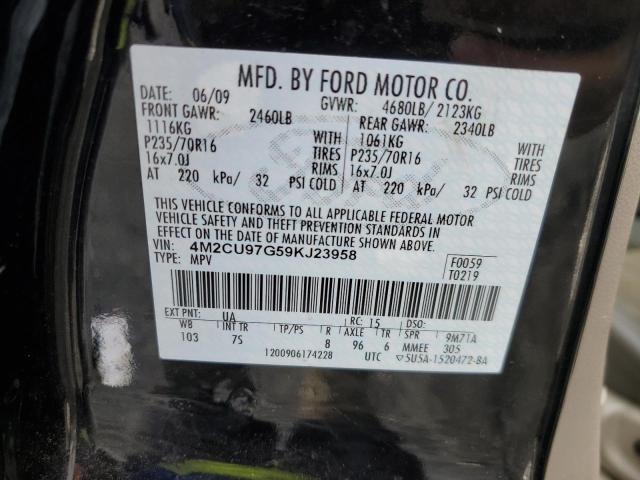 MFD. BY FORD MOTOR CO.
DATE: 06/09 GVWR: 4680LB/ 2123KG
FRONT GAWR: 2460LB REAR GAWR: 2340LB
1116KG WITH 1061KG WITH
P235/70R16 TIRES P235/70R16 TIRES
16x7.0J RIMS 16x7.0J RIMS
AT 220 kPa/ 32 PSI COLD AT 220 kPa/ 32 PSI COLD
THIS VEHICLE CONFORMS TO ALL APPLICABLE FEDERAL MOTOR
VEHICLE SAFETY AND THEFT PREVENTION STANDARDS IN
EFFECT ON THE DATE OF MANUFACTURE SHOWN ABOVE.
VIN: 4M2CU97G59KJ23958 F0059
TYPE: MPV T0219
EXT PNT: UA RC: 15 DSO:
WB INT TR TP/PS R AXLE TR SPR 9M71A
103 7S 8 96 6 MMEE 305
1200906174228 UTC 5U5A-1520472-BA